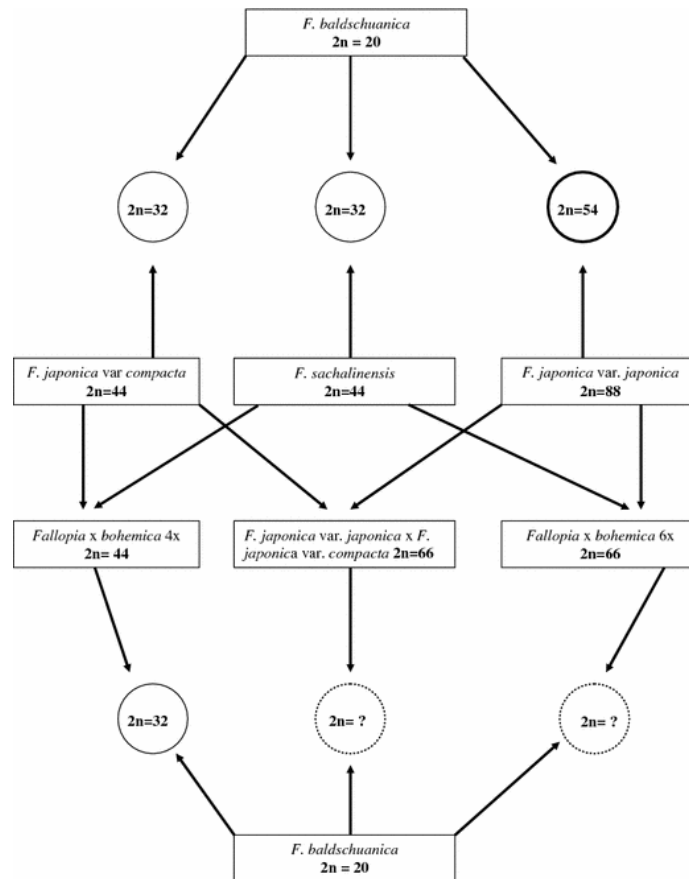 F. baldschuanica
2n = 20
2n=32
2n=32
2n=54
F. japonica var compacta
2n=44
F. sachalinensis
2n=44
F. japonica var. japonica
2n=88
Fallopia x bohemica 4x
2n= 44
F. japonica var. japonica x F.
japonica var. compacta 2n=66
Fallopia x bohemica 6x
2n=66
2n=32
2n= ?
2n= ?
F. baldschuanica
2n = 20